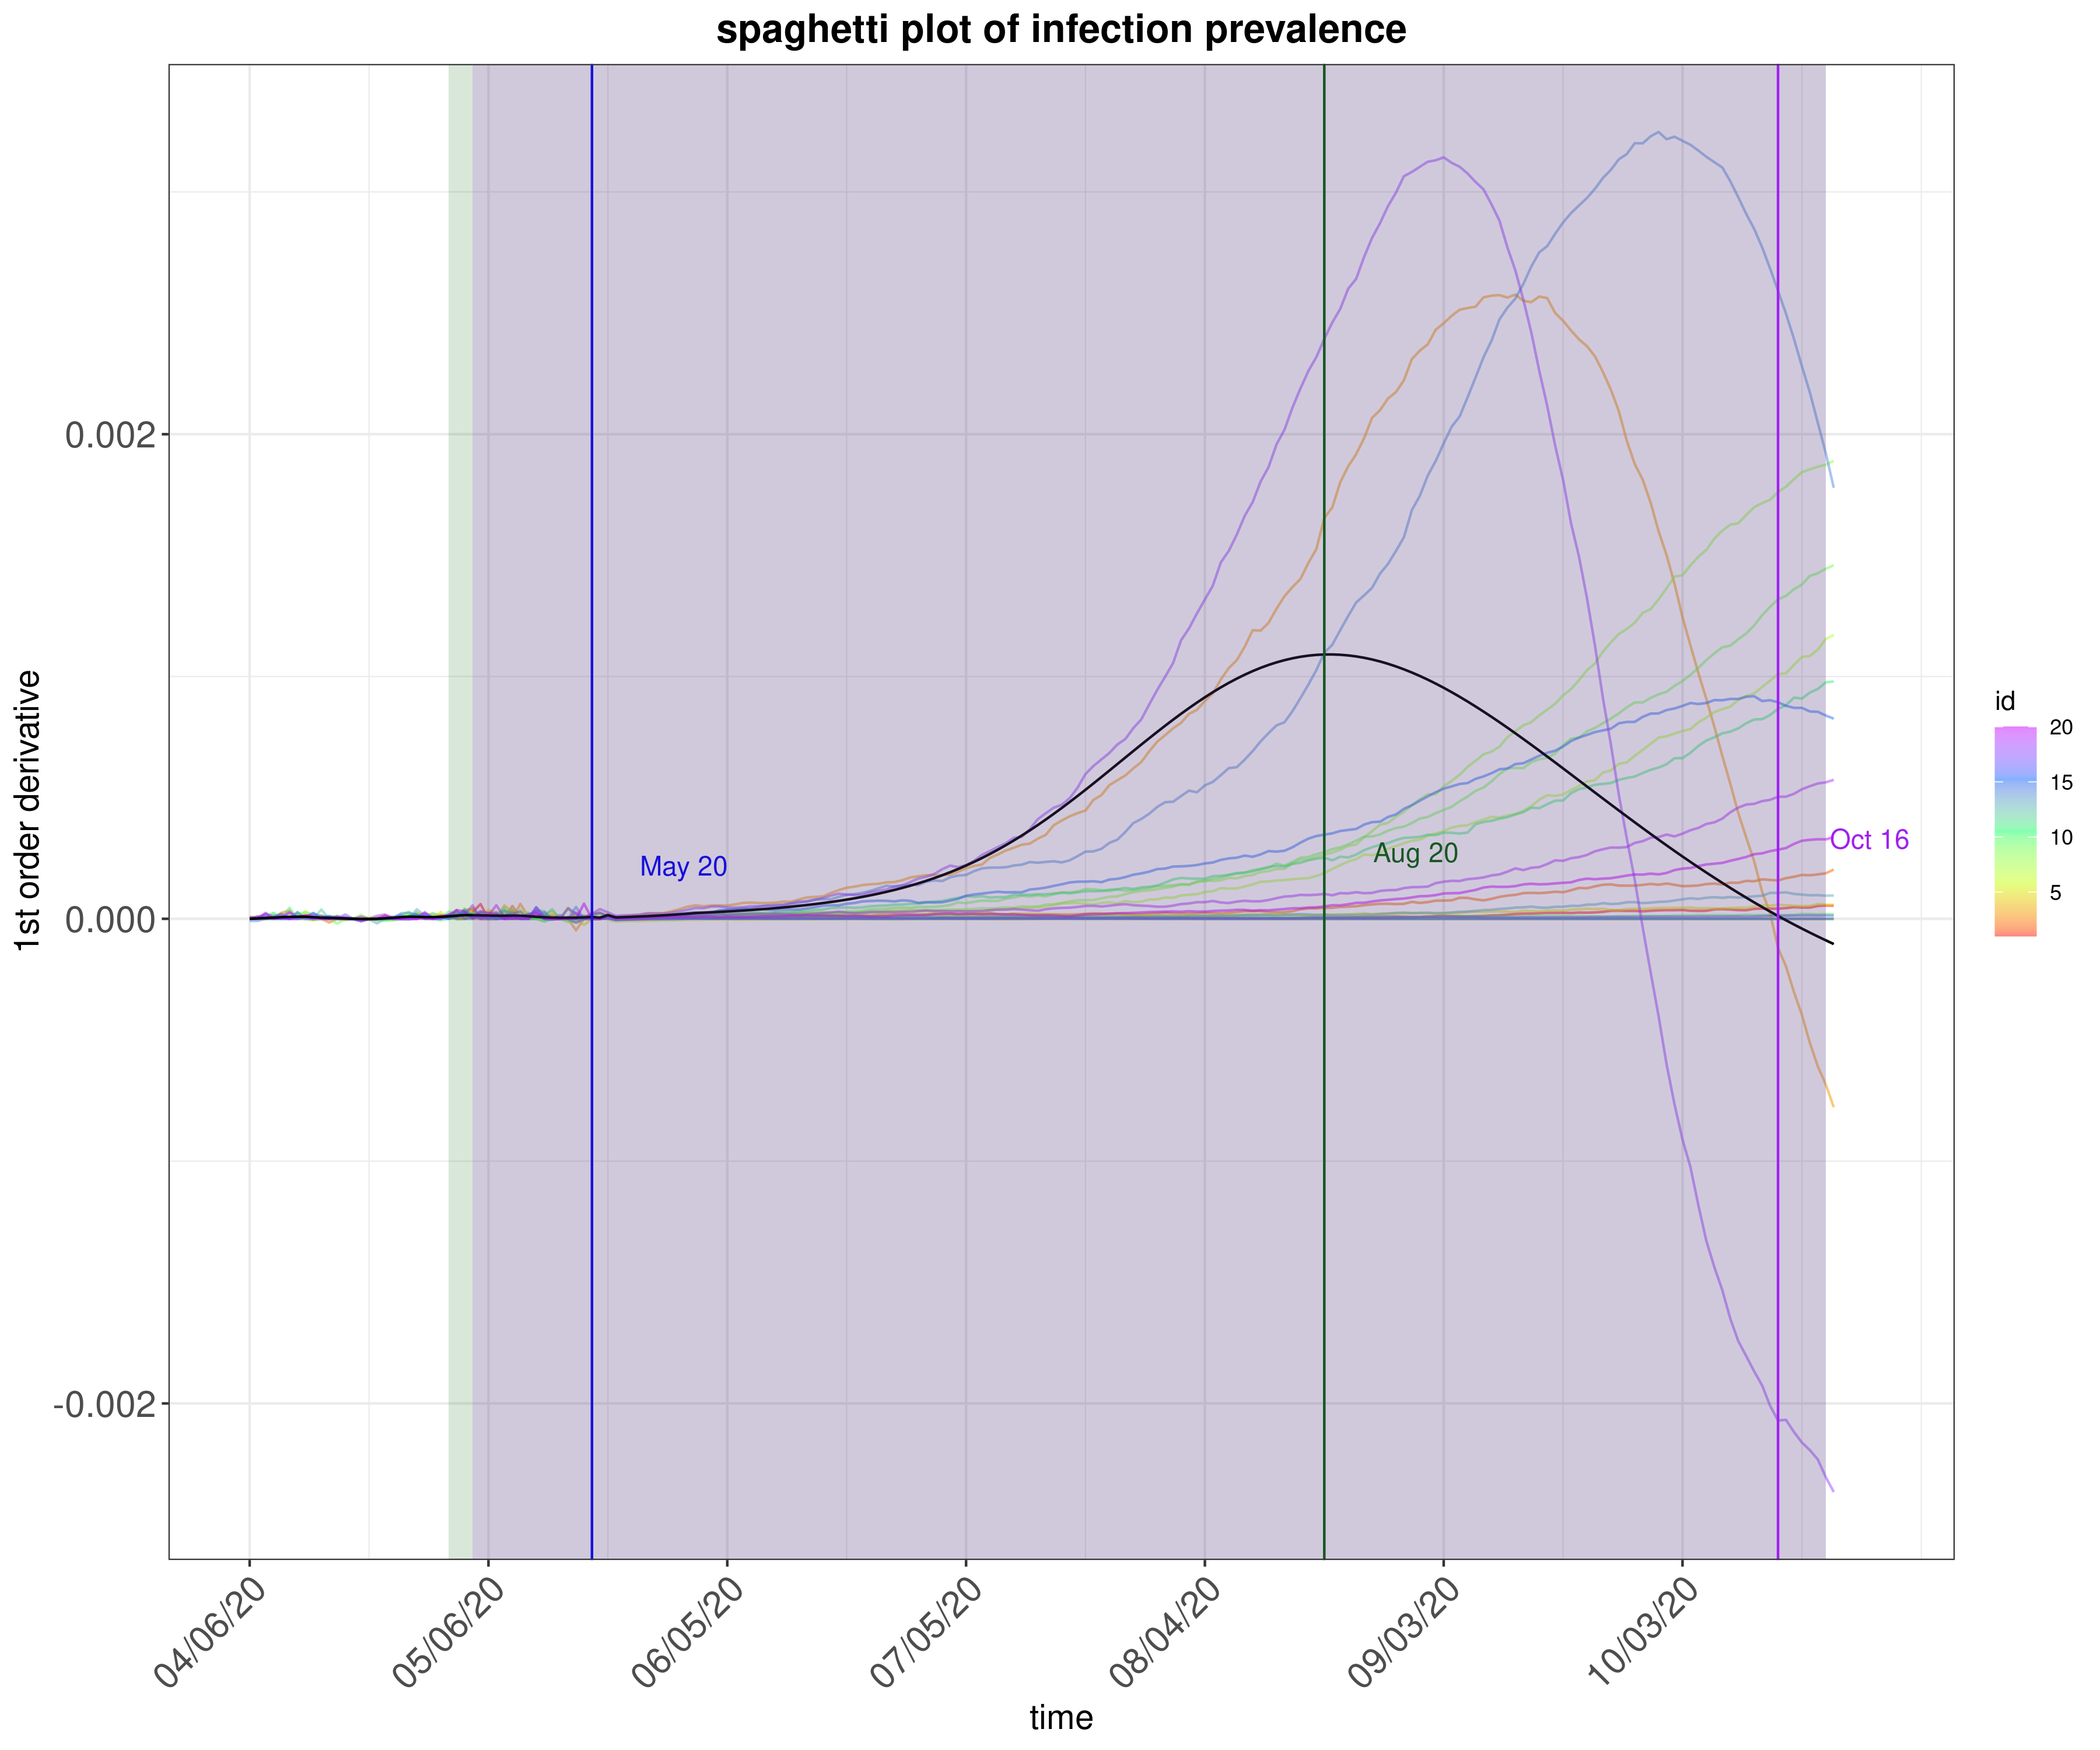 spaghetti plot of infection prevalence
1st order derivative
0.002
0.000
-0.002
May 20
Aug 20
Oct 16
id
20
15
10
5
04/06/20
05/06/20
06/05/20
07/05/20
08/04/20
09/03/20
10/03/20
time